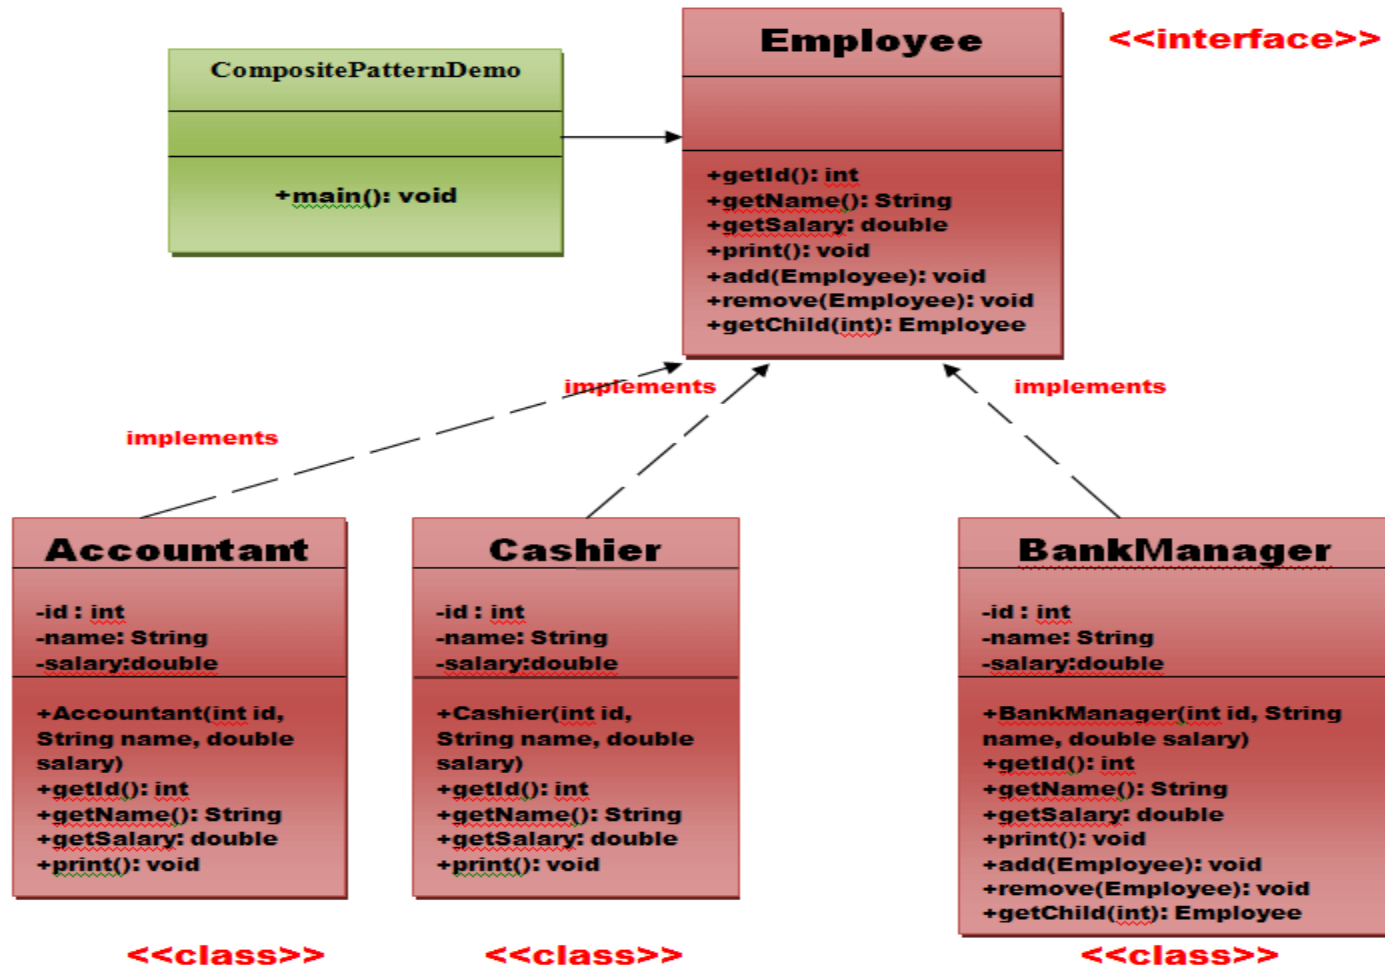 Employee
<<interface>>
CompositePatternDemo
+main(): void
+getId(): int
+getName(): String
+getSalary: double
+print(): void
+add(Employee): void
+remove(Employee): void
+getChild(int): Employee
implements
implements
implements
Accountant
-id : int
-name: String
-salary:double
+Accountant(int id,
String name, double
salary)
+getId(): int
+getName(): String
+getSalary: double
+print(): void
<<class>>
Cashier
-id : int
-name: String
-salary:double
+Cashier(int id,
String name, double
salary)
+getId(): int
+getName(): String
+getSalary: double
+print(): void
<<class>>
BankManager
-id : int
-name: String
-salary:double
+BankManager(int id, String
name, double salary)
+getId(): int
+getName(): String
+getSalary: double
+print(): void
+add(Employee): void
+remove(Employee): void
+getChild(int): Employee
<<class>>